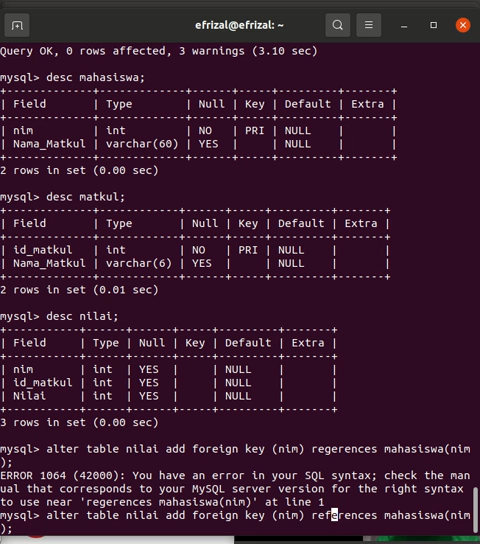 efrizal@efrizal: ~
Query OK, 0 rows affected, 3 warnings (3.10 sec)
mysql> desc mahasiswa;
+-------------+-------------+------+-----+---------+-------+
| Field       | Type        | Null | Key | Default | Extra |
+-------------+-------------+------+-----+---------+-------+
| nim         | int         | NO   | PRI | NULL    |       |
| Nama_Matkul | varchar(60) | YES  |     | NULL    |       |
+-------------+-------------+------+-----+---------+-------+
2 rows in set (0.00 sec)
mysql> desc matkul;
+-------------+------------+------+-----+---------+-------+
| Field       | Type       | Null | Key | Default | Extra |
+-------------+------------+------+-----+---------+-------+
| id_matkul   | int        | NO   | PRI | NULL    |       |
| Nama_Matkul | varchar(6) | YES  |     | NULL    |       |
+-------------+------------+------+-----+---------+-------+
2 rows in set (0.01 sec)
mysql> desc nilai;
+-----------+------+------+-----+---------+-------+
| Field     | Type | Null | Key | Default | Extra |
+-----------+------+------+-----+---------+-------+
| nim       | int  | YES  |     | NULL    |       |
| id_matkul | int  | YES  |     | NULL    |       |
| Nilai     | int  | YES  |     | NULL    |       |
+-----------+------+------+-----+---------+-------+
3 rows in set (0.00 sec)
mysql> alter table nilai add foreign key (nim) regerences mahasiswa(nim
);
ERROR 1064 (42000): You have an error in your SQL syntax; check the man
ual that corresponds to your MySQL server version for the right syntax
to use near 'regerences mahasiswa(nim)' at line 1
mysql> alter table nilai add foreign key (nim) references mahasiswa(nim
);